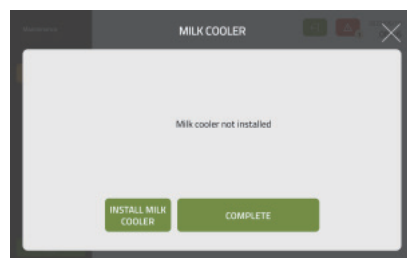 MILK COOLER
Milk cooler not installed
INSTALL MILK
COOLER
COMPLETE